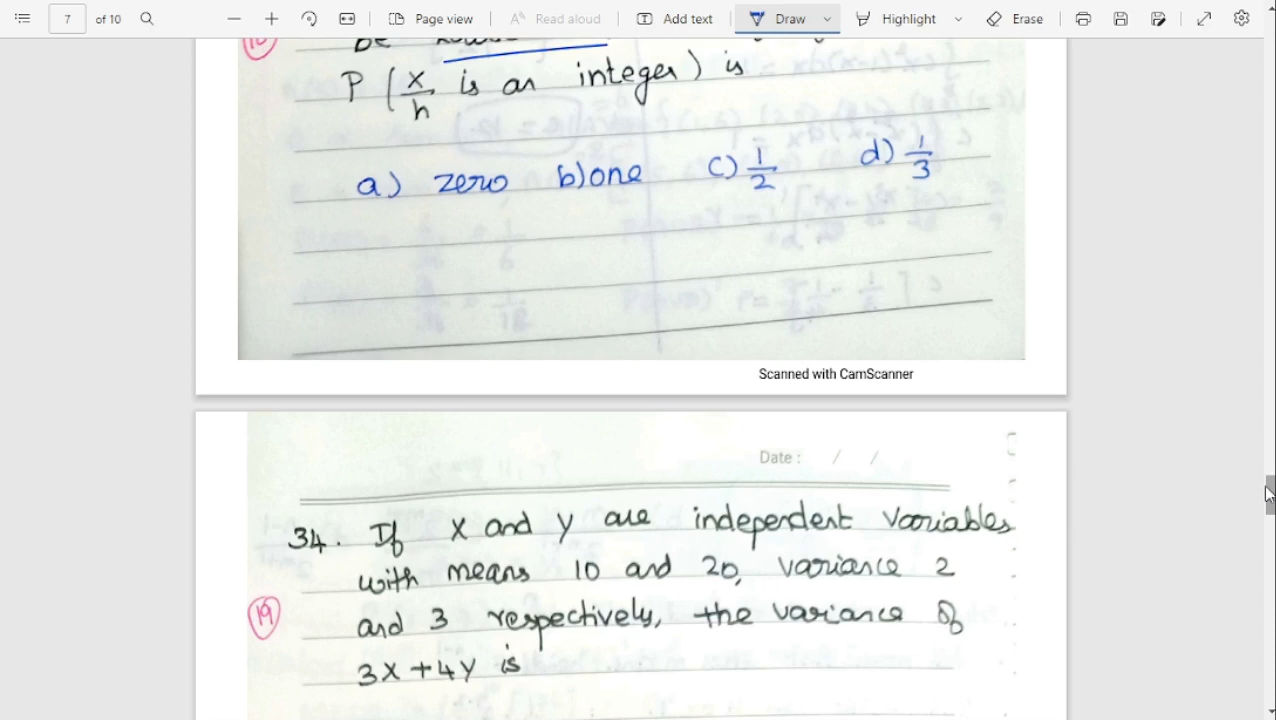 7 of 10 Page view Read aloud Add text Draw Highlight Erase
18
be
P (x/n is an integer) is
a) zero b) one c) 1/2 d) 1/3
Scanned with CamScanner
Date : / /
34. If X and Y are independent variables
with means 10 and 20, variance 2
19
and 3 respectively, the variance of
3X + 4Y is